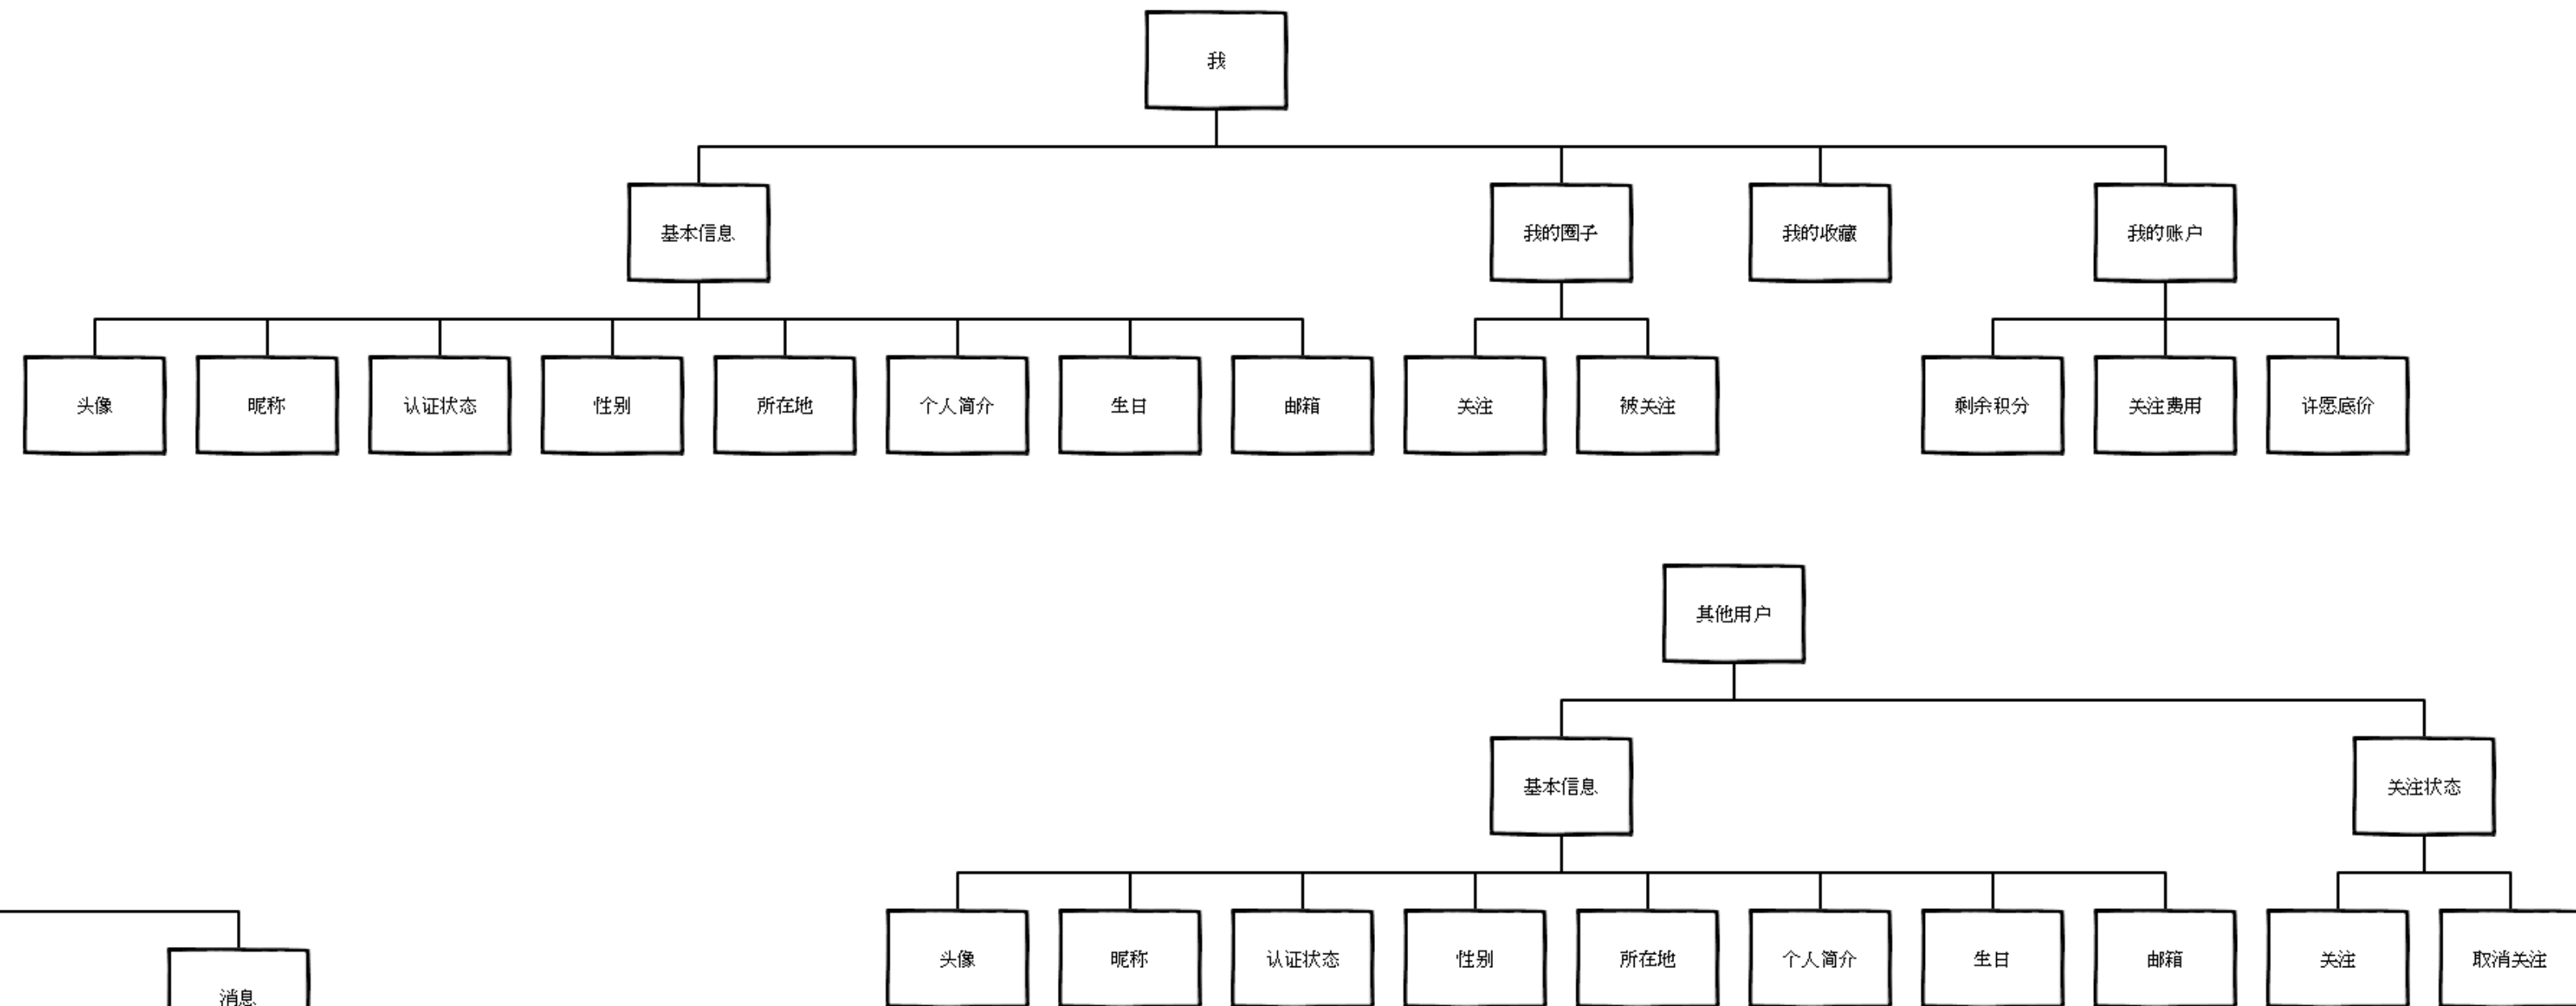 我
基本信息
我的圈子
我的收藏
我的账户
头像
昵称
认证状态
性别
所在地
个人简介
生日
邮箱
关注
被关注
剩余积分
关注费用
许愿底价
其他用户
基本信息
关注状态
头像
昵称
认证状态
性别
所在地
个人简介
生日
邮箱
关注
取消关注
消息